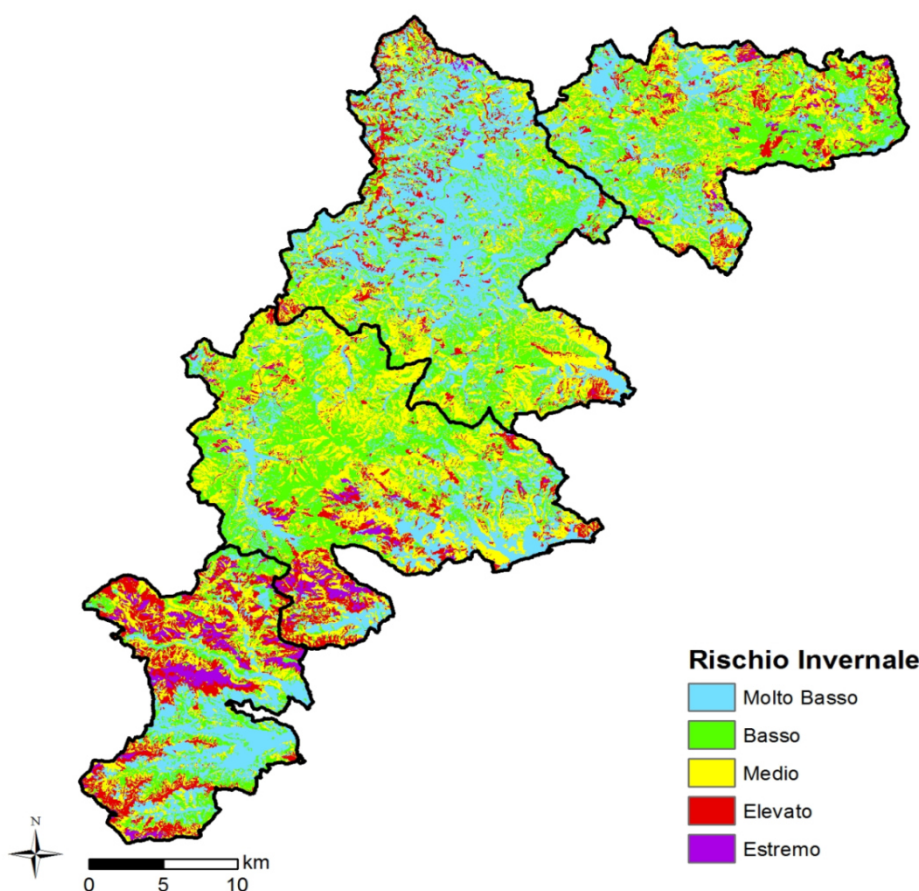 Rischio Invernale
Molto Basso
Basso
Medio
Elevato
Estremo
N
km
0 5 10